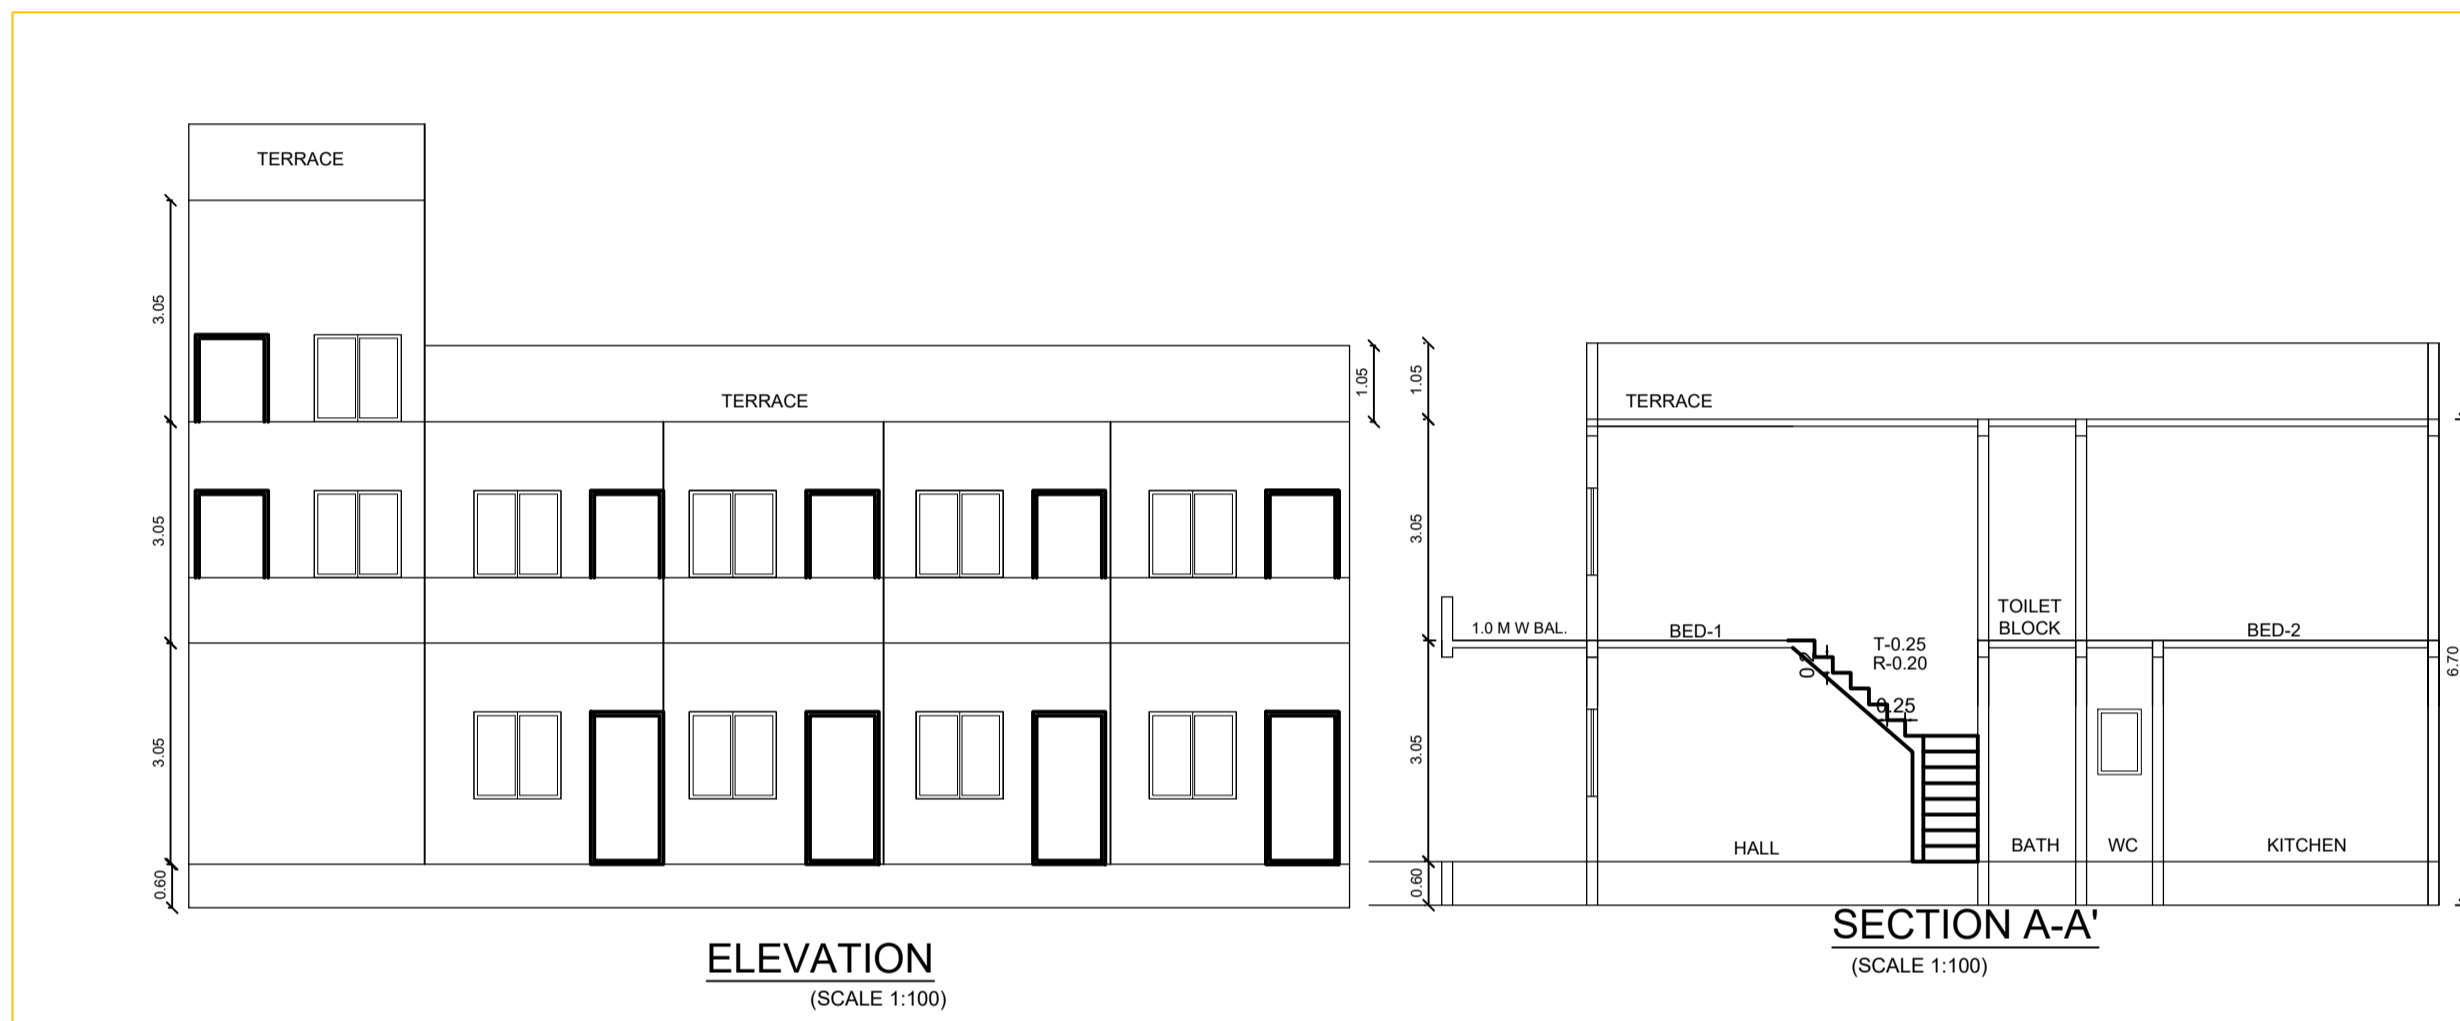 TERRACE
3.05
TERRACE
1.05
3.05
3.05
0.60
ELEVATION
(SCALE 1:100)
1.05
TERRACE
3.05
1.0 M W BAL.
BED-1
TOILET
BLOCK
BED-2
T-0.25
R-0.20
0.25
6.70
3.05
HALL
BATH
WC
KITCHEN
0.60
SECTION A-A'
(SCALE 1:100)